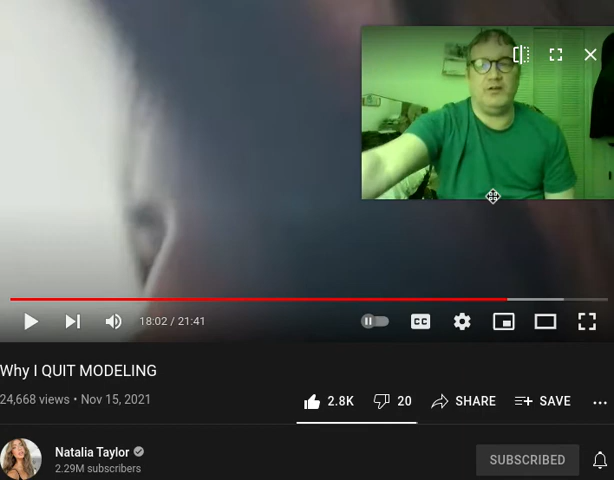 18:02 / 21:41
CC
Why I QUIT MODELING
24,668 views • Nov 15, 2021
2.8K 20 SHARE SAVE
Natalia Taylor
2.29M subscribers
SUBSCRIBED